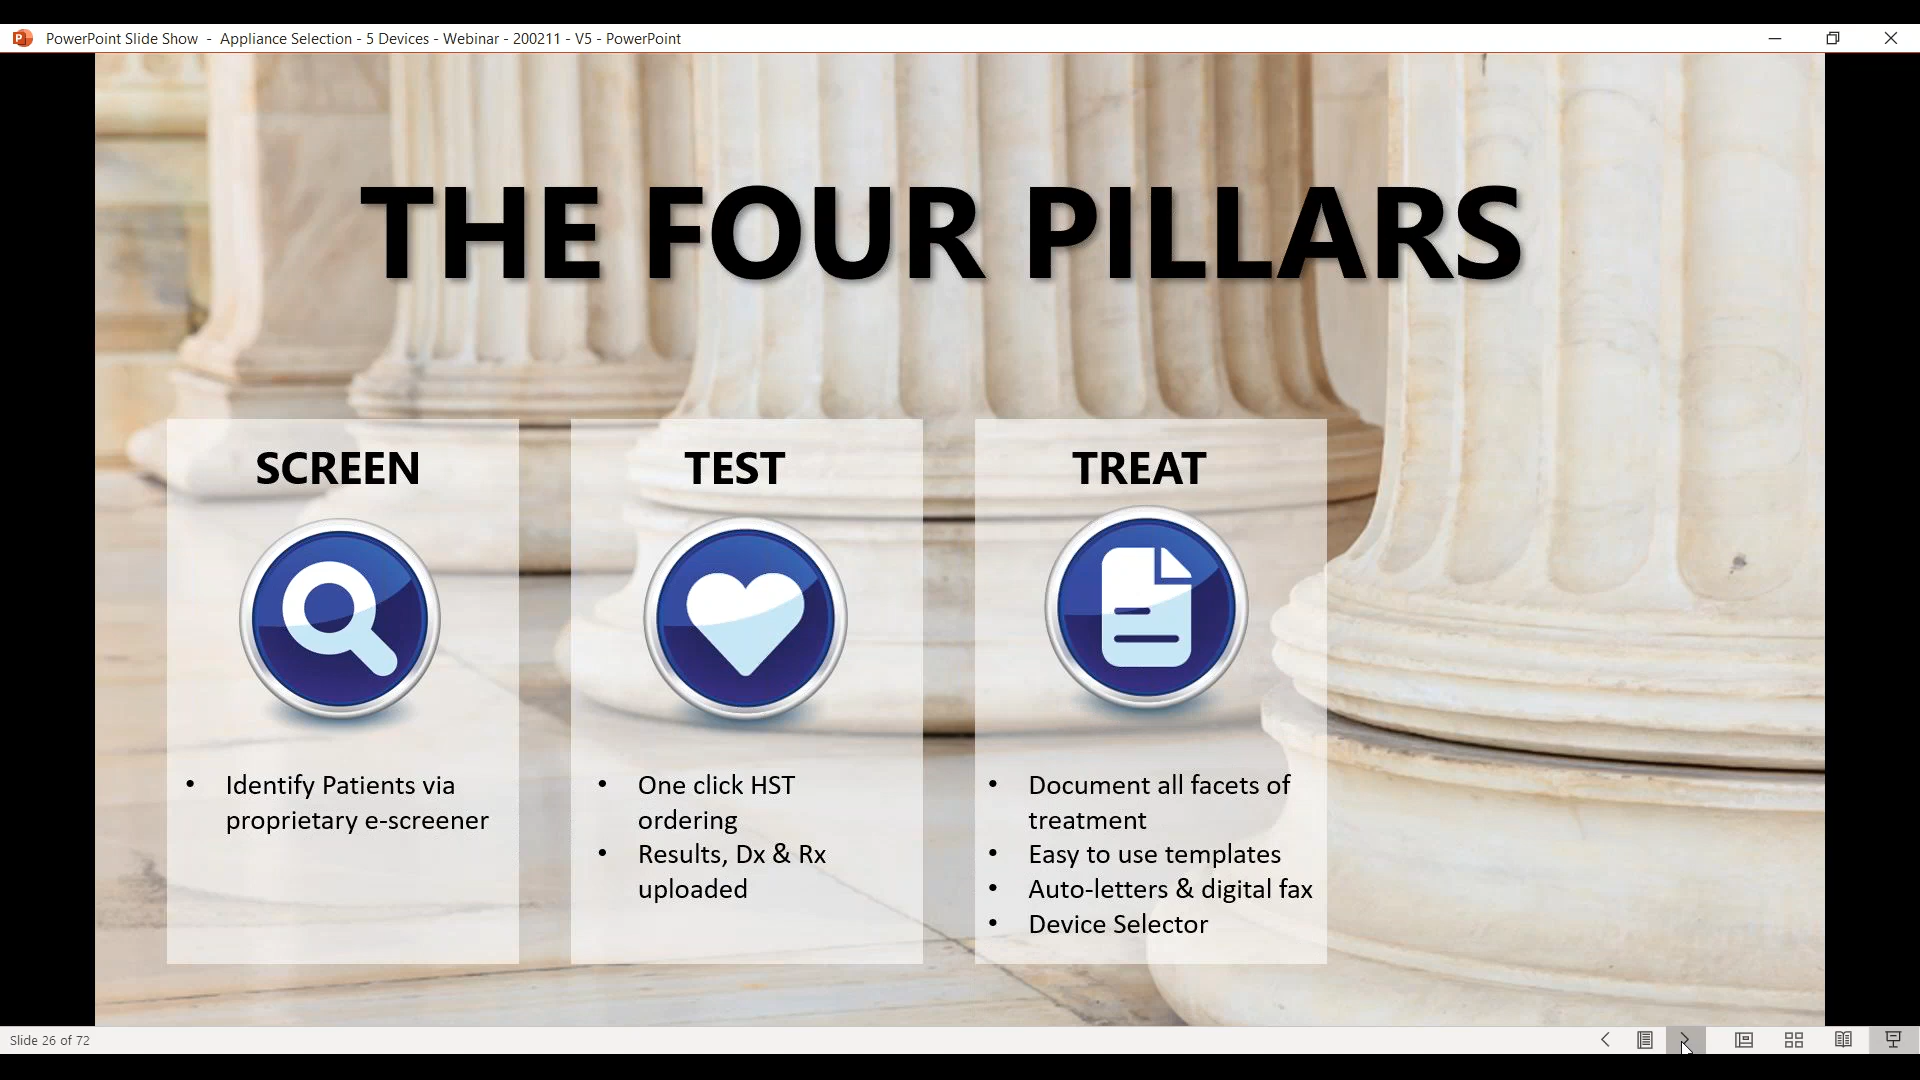 PowerPoint Slide Show - Appliance Selection - 5 Devices - Webinar - 200211 - V5 - PowerPoint
THE FOUR PILLARS
SCREEN
• Identify Patients via
proprietary e-screener
TEST
• One click HST
ordering
• Results, Dx & Rx
uploaded
TREAT
• Document all facets of
treatment
• Easy to use templates
• Auto-letters & digital fax
• Device Selector
Slide 26 of 72